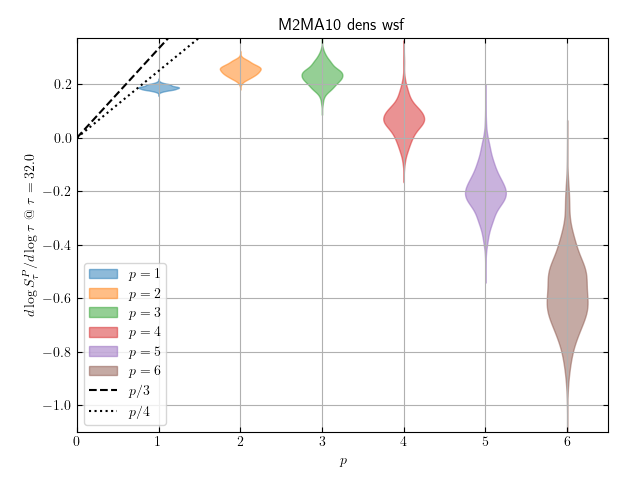 M2MA10 dens wsf
d log S_τ^P / d log τ @ τ = 32.0
0.2
0.0
−0.2
−0.4
−0.6
−0.8
−1.0
p = 1
p = 2
p = 3
p = 4
p = 5
p = 6
p/3
p/4
0 1 2 3 4 5 6
p